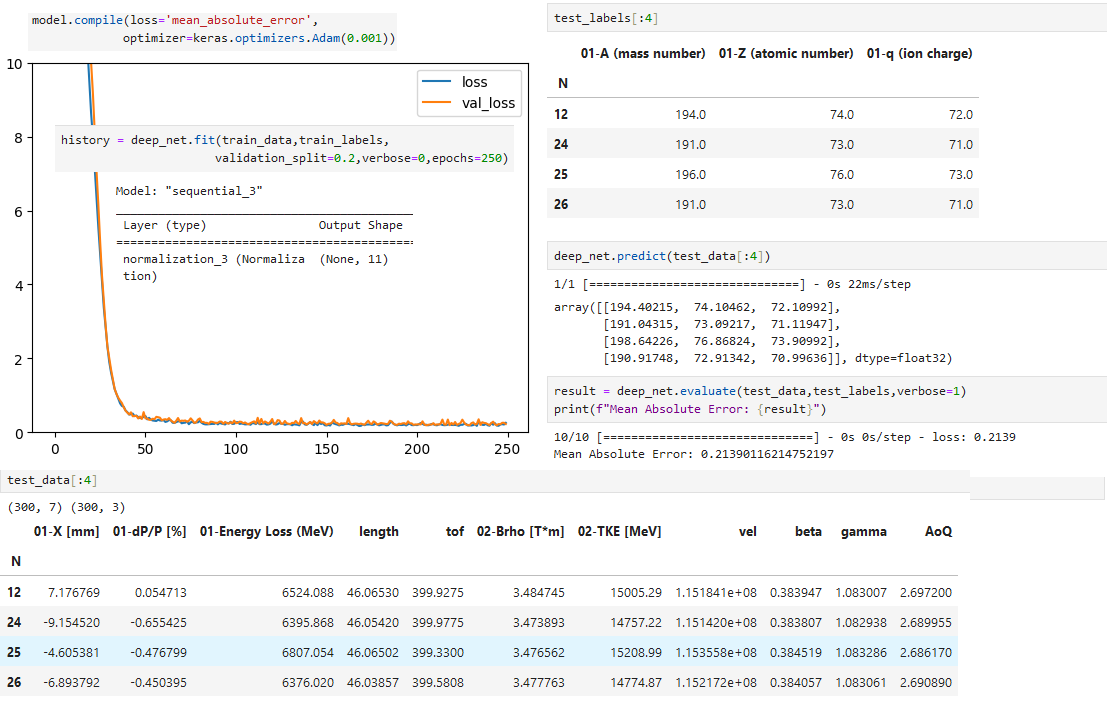 model.compile(loss='mean_absolute_error',
optimizer=keras.optimizers.Adam(0.001))
10
8
6
4
2
0
0 50 100 150 200 250
loss
val_loss
history = deep_net.fit(train_data,train_labels,
validation_split=0.2,verbose=0,epochs=250)
Model: "sequential_3"
Layer (type) Output Shape
=========================================
normalization_3 (Normaliza (None, 11)
tion)
test_labels[:4]
01-A (mass number) 01-Z (atomic number) 01-q (ion charge)
N
12 194.0 74.0 72.0
24 191.0 73.0 71.0
25 196.0 76.0 73.0
26 191.0 73.0 71.0
deep_net.predict(test_data[:4])
1/1 [==============================] - 0s 22ms/step
array([[194.40215, 74.10462, 72.10992],
[191.04315, 73.09217, 71.11947],
[198.64226, 76.86824, 73.90992],
[190.91748, 72.91342, 70.99636]], dtype=float32)
result = deep_net.evaluate(test_data,test_labels,verbose=1)
print(f"Mean Absolute Error: {result}")
10/10 [==============================] - 0s 0s/step - loss: 0.2139
Mean Absolute Error: 0.21390116214752197
test_data[:4]
(300, 7) (300, 3)
01-X [mm] 01-dP/P [%] 01-Energy Loss (MeV) length tof 02-Brho [T*m] 02-TKE [MeV] vel beta gamma AoQ
N
12 7.176769 0.054713 6524.088 46.06530 399.9275 3.484745 15005.29 1.151841e+08 0.383947 1.083007 2.697200
24 -9.154520 -0.655425 6395.868 46.05420 399.9775 3.473893 14757.22 1.151420e+08 0.383807 1.082938 2.689955
25 -4.605381 -0.476799 6807.054 46.06502 399.3300 3.476562 15208.99 1.153558e+08 0.384519 1.083286 2.686170
26 -6.893792 -0.450395 6376.020 46.03857 399.5808 3.477763 14774.87 1.152172e+08 0.384057 1.083061 2.690890